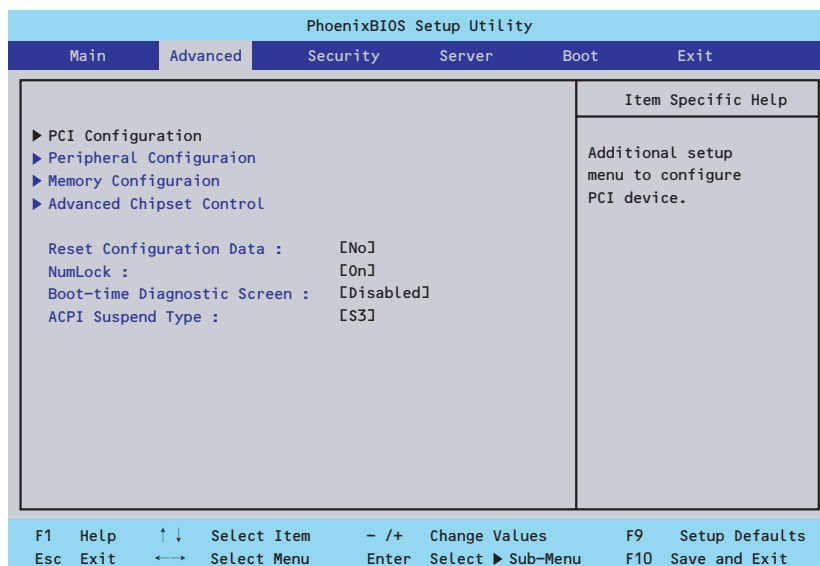 PhoenixBIOS Setup Utility
Main Advanced Security Server Boot Exit
Item Specific Help
▶ PCI Configuration
▶ Peripheral Configuraion
▶ Memory Configuraion
▶ Advanced Chipset Control
Additional setup
menu to configure
PCI device.
Reset Configuration Data : [No]
NumLock : [On]
Boot-time Diagnostic Screen : [Disabled]
ACPI Suspend Type : [S3]
F1 Help ↑↓ Select Item - /+ Change Values F9 Setup Defaults
Esc Exit ←→ Select Menu Enter Select ▶ Sub-Menu F10 Save and Exit